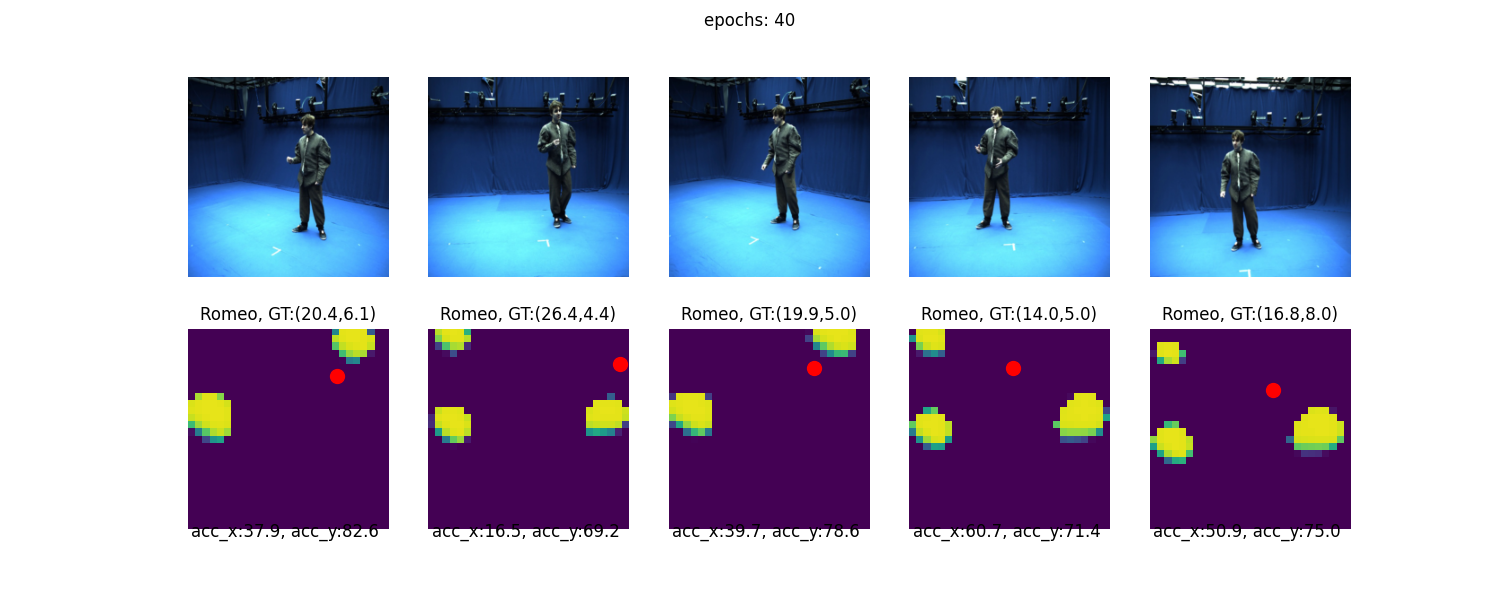 epochs: 40
Romeo, GT:(20.4,6.1)
Romeo, GT:(26.4,4.4)
Romeo, GT:(19.9,5.0)
Romeo, GT:(14.0,5.0)
Romeo, GT:(16.8,8.0)
acc_x:37.9, acc_y:82.6
acc_x:16.5, acc_y:69.2
acc_x:39.7, acc_y:78.6
acc_x:60.7, acc_y:71.4
acc_x:50.9, acc_y:75.0